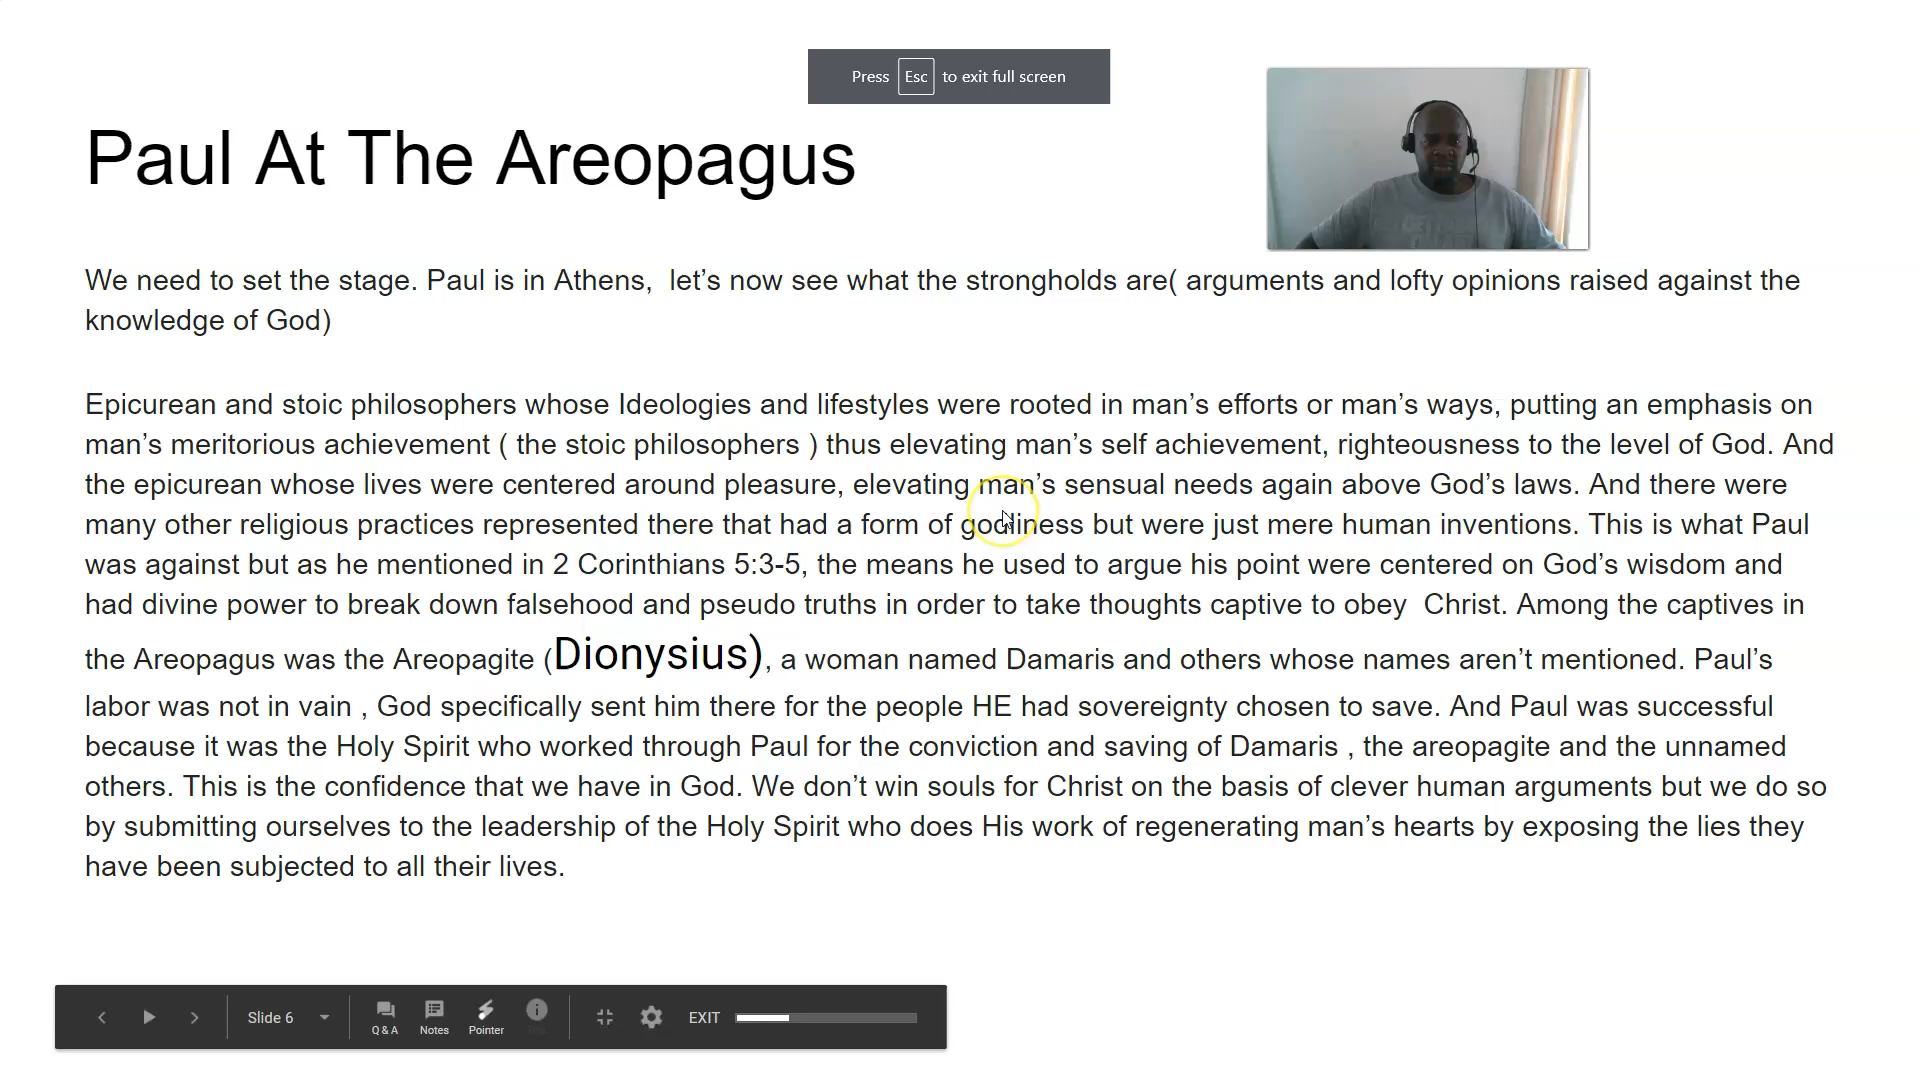 Press Esc to exit full screen
Paul At The Areopagus
We need to set the stage. Paul is in Athens,  let’s now see what the strongholds are( arguments and lofty opinions raised against the
knowledge of God)
Epicurean and stoic philosophers whose Ideologies and lifestyles were rooted in man’s efforts or man’s ways, putting an emphasis on
man’s meritorious achievement ( the stoic philosophers ) thus elevating man’s self achievement, righteousness to the level of God. And
the epicurean whose lives were centered around pleasure, elevating man’s sensual needs again above God’s laws. And there were
many other religious practices represented there that had a form of godliness but were just mere human inventions. This is what Paul
was against but as he mentioned in 2 Corinthians 5:3-5, the means he used to argue his point were centered on God’s wisdom and
had divine power to break down falsehood and pseudo truths in order to take thoughts captive to obey  Christ. Among the captives in
the Areopagus was the Areopagite (Dionysius), a woman named Damaris and others whose names aren’t mentioned. Paul’s
labor was not in vain , God specifically sent him there for the people HE had sovereignty chosen to save. And Paul was successful
because it was the Holy Spirit who worked through Paul for the conviction and saving of Damaris , the areopagite and the unnamed
others. This is the confidence that we have in God. We don’t win souls for Christ on the basis of clever human arguments but we do so
by submitting ourselves to the leadership of the Holy Spirit who does His work of regenerating man’s hearts by exposing the lies they
have been subjected to all their lives.
Slide 6 Q & A Notes Pointer EXIT